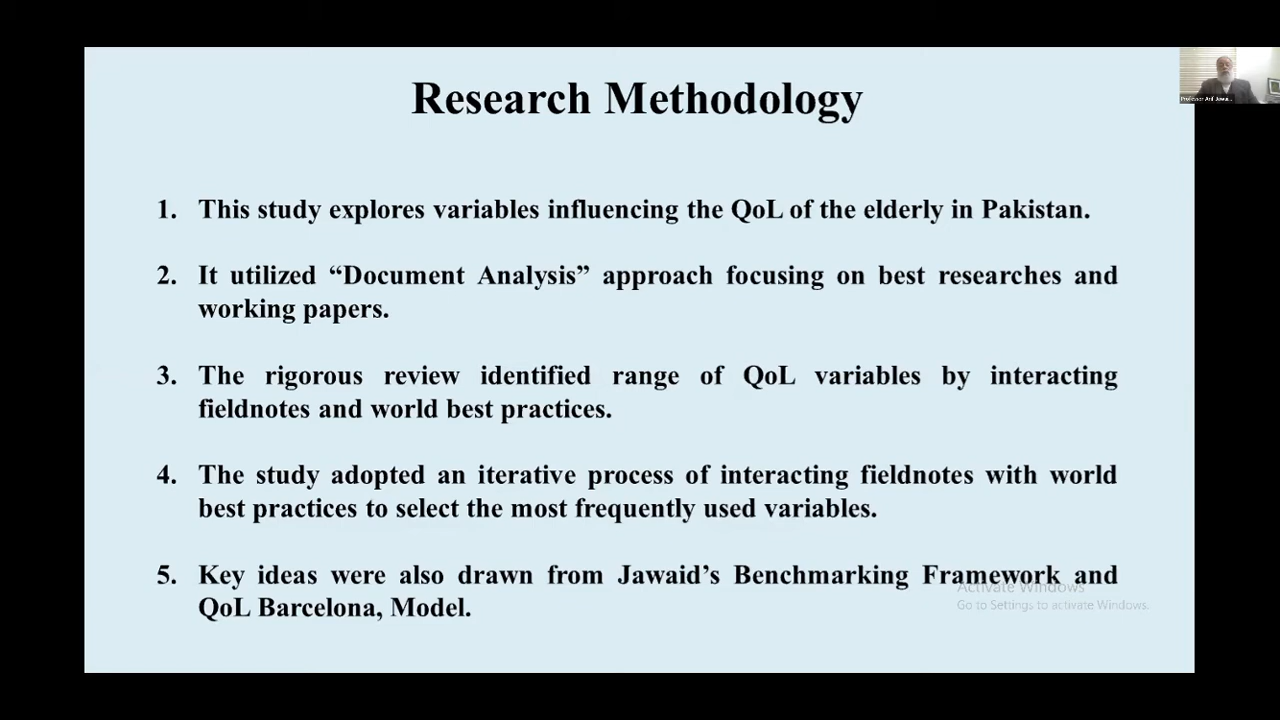 Research Methodology
Professor Arif Jawai...
1. This study explores variables influencing the QoL of the elderly in Pakistan.
2. It utilized “Document Analysis” approach focusing on best researches and
working papers.
3. The rigorous review identified range of QoL variables by interacting
fieldnotes and world best practices.
4. The study adopted an iterative process of interacting fieldnotes with world
best practices to select the most frequently used variables.
5. Key ideas were also drawn from Jawaid’s Benchmarking Framework and
QoL Barcelona, Model.
Activate Windows
Go to Settings to activate Windows.